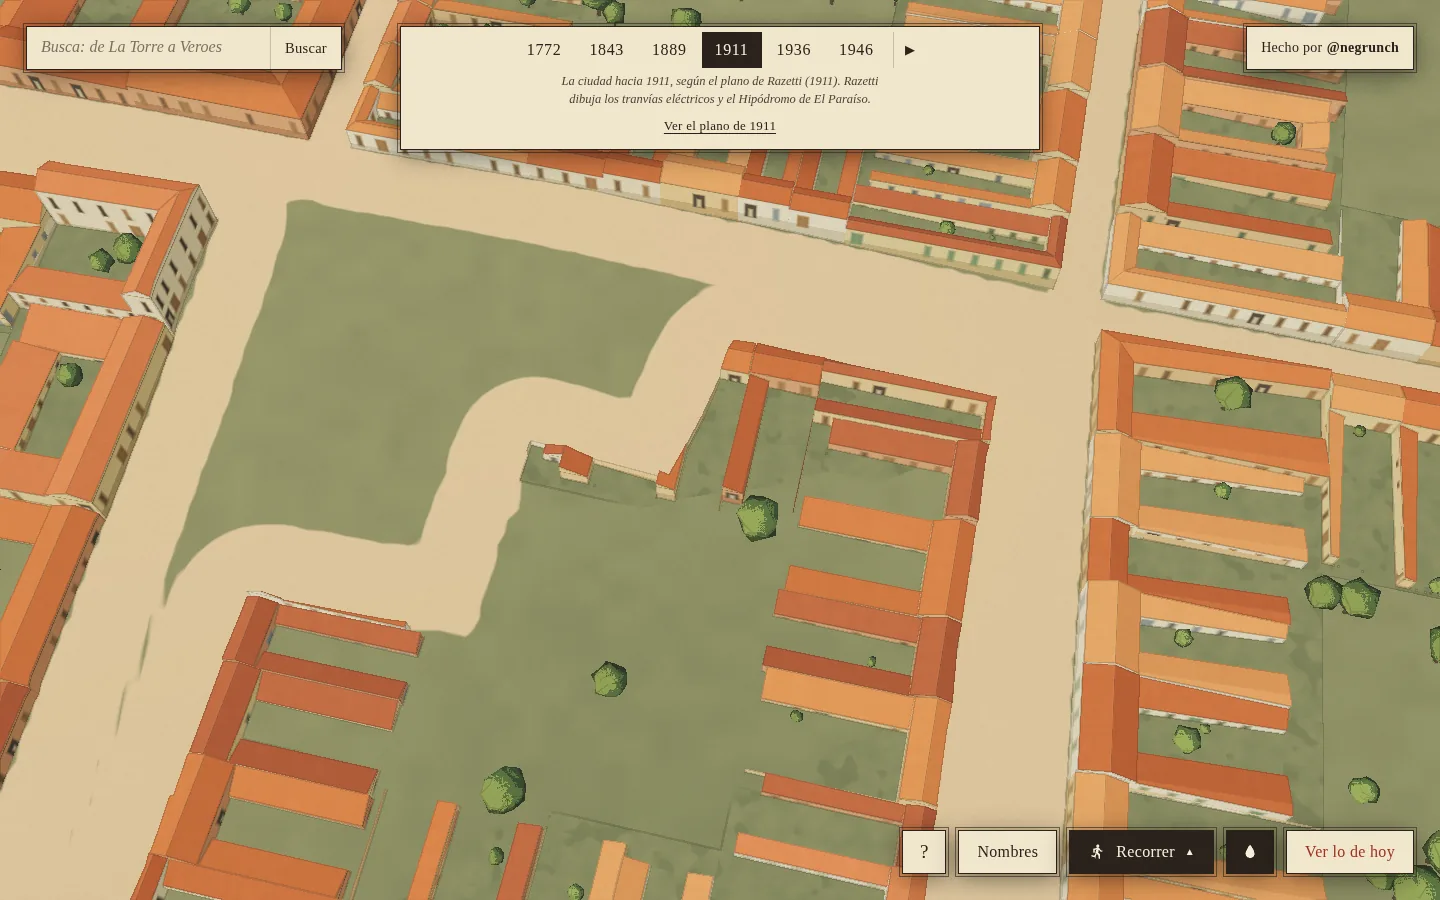 Busca: de La Torre a Veroes
Buscar
1772 1843 1889 1911 1936 1946 ▶
La ciudad hacia 1911, según el plano de Razetti (1911). Razetti
dibuja los tranvías eléctricos y el Hipódromo de El Paraíso.
Ver el plano de 1911
Hecho por @negrunch
?
Nombres
Recorrer ▲
Ver lo de hoy